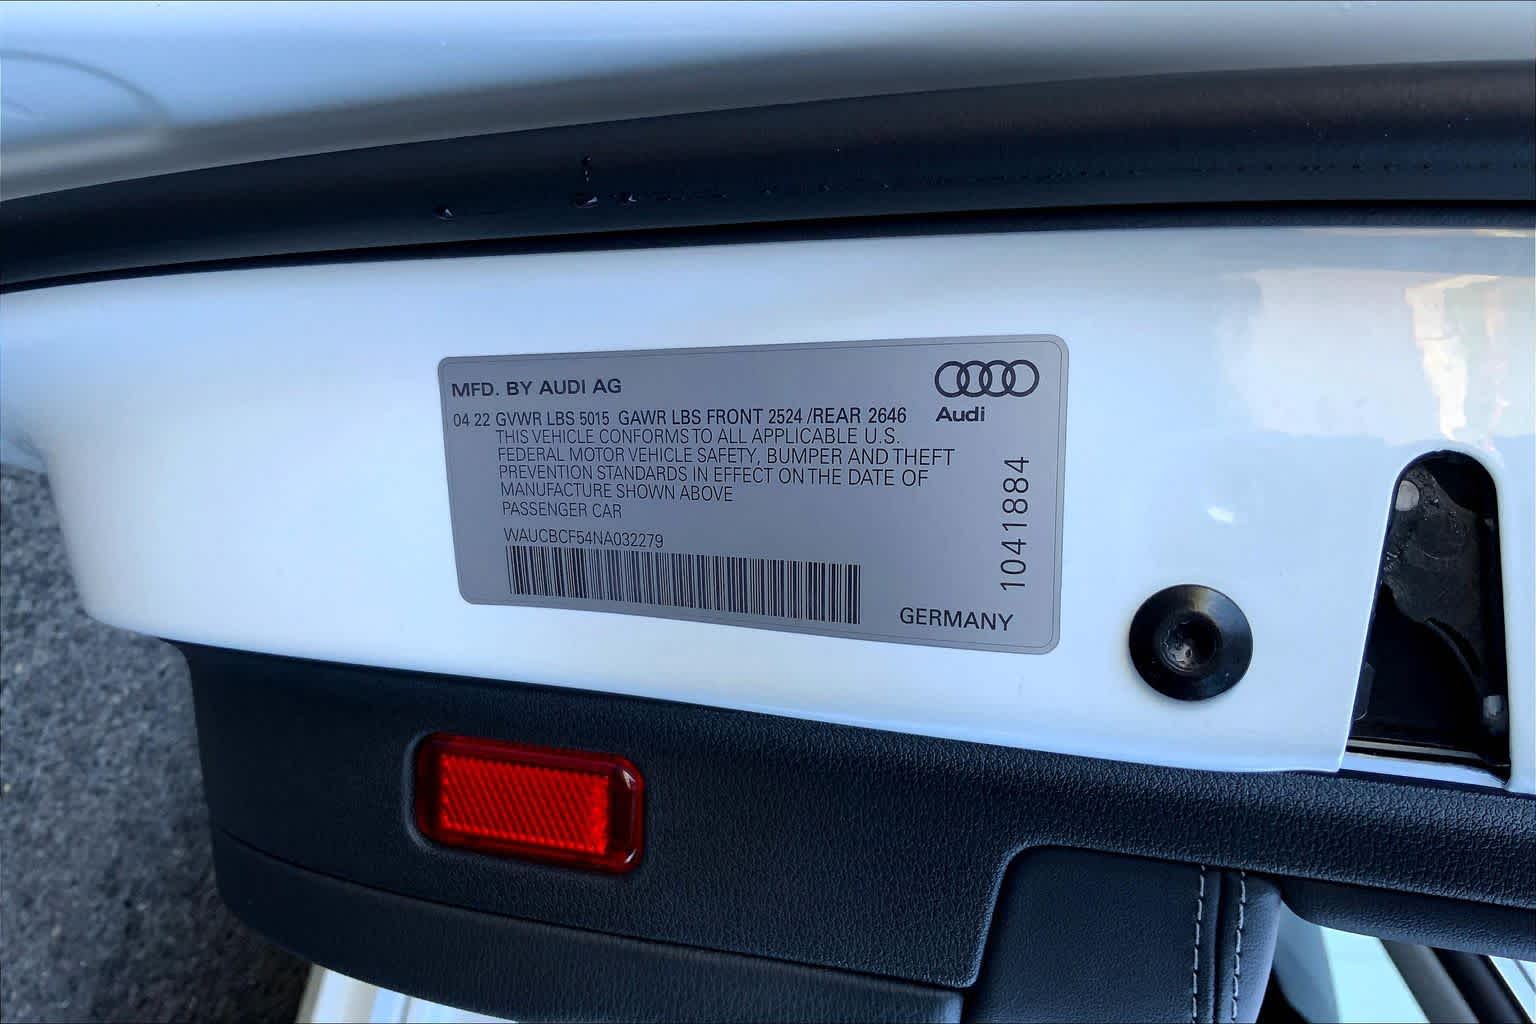 MFD. BY AUDI AG
Audi
04 22 GVWR LBS 5015 GAWR LBS FRONT 2524 /REAR 2646
THIS VEHICLE CONFORMS TO ALL APPLICABLE U.S.
FEDERAL MOTOR VEHICLE SAFETY, BUMPER AND THEFT
PREVENTION STANDARDS IN EFFECT ON THE DATE OF
MANUFACTURE SHOWN ABOVE
PASSENGER CAR
WAUCBCF54NA032279
1041884
GERMANY